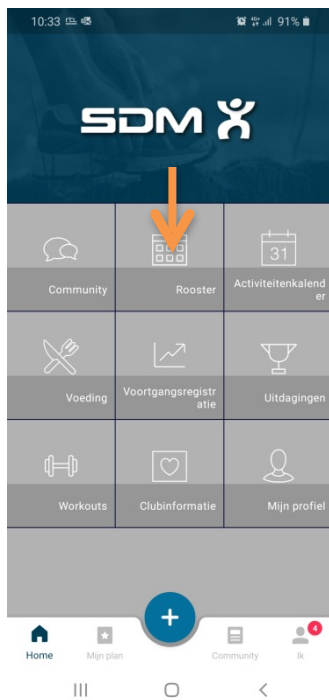 10:33
91%
SDM
31
Community
Rooster
Activiteitenkalend
er
Voeding
Voortgangsregistr
atie
Uitdagingen
Workouts
Clubinformatie
Mijn profiel
+
4
Home
Mijn plan
Community
Ik